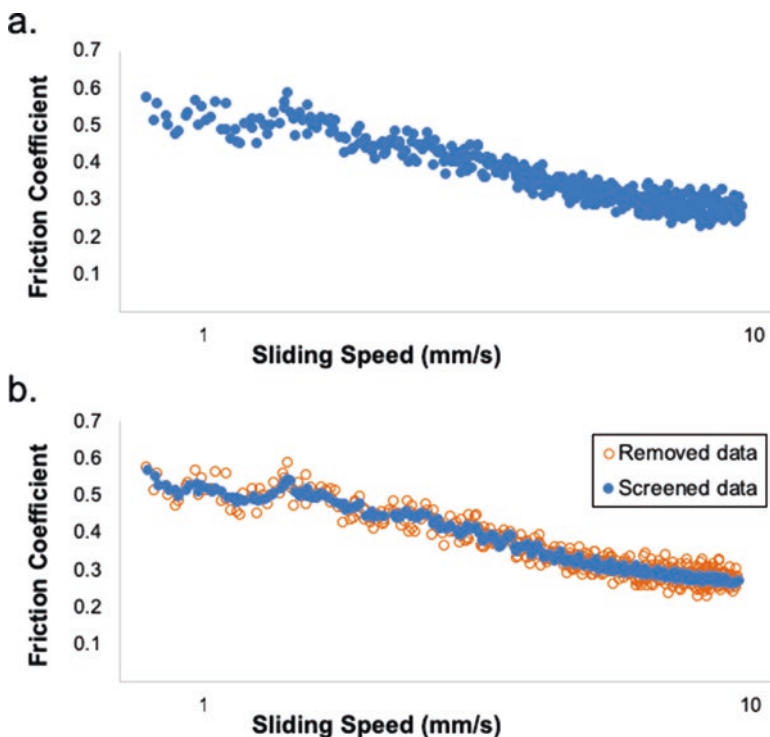 a.
0.7
0.6
0.5
0.4
0.3
0.2
0.1
Friction Coefficient
1 10
Sliding Speed (mm/s)
b.
0.7
0.6
0.5
0.4
0.3
0.2
0.1
Friction Coefficient
Removed data
Screened data
1 10
Sliding Speed (mm/s)